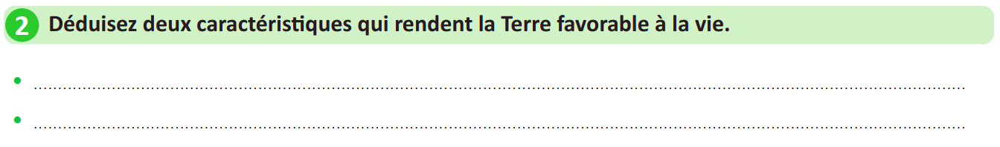 2 Déduisez deux caractéristiques qui rendent la Terre favorable à la vie.
• ........................................................................................................................
• ........................................................................................................................